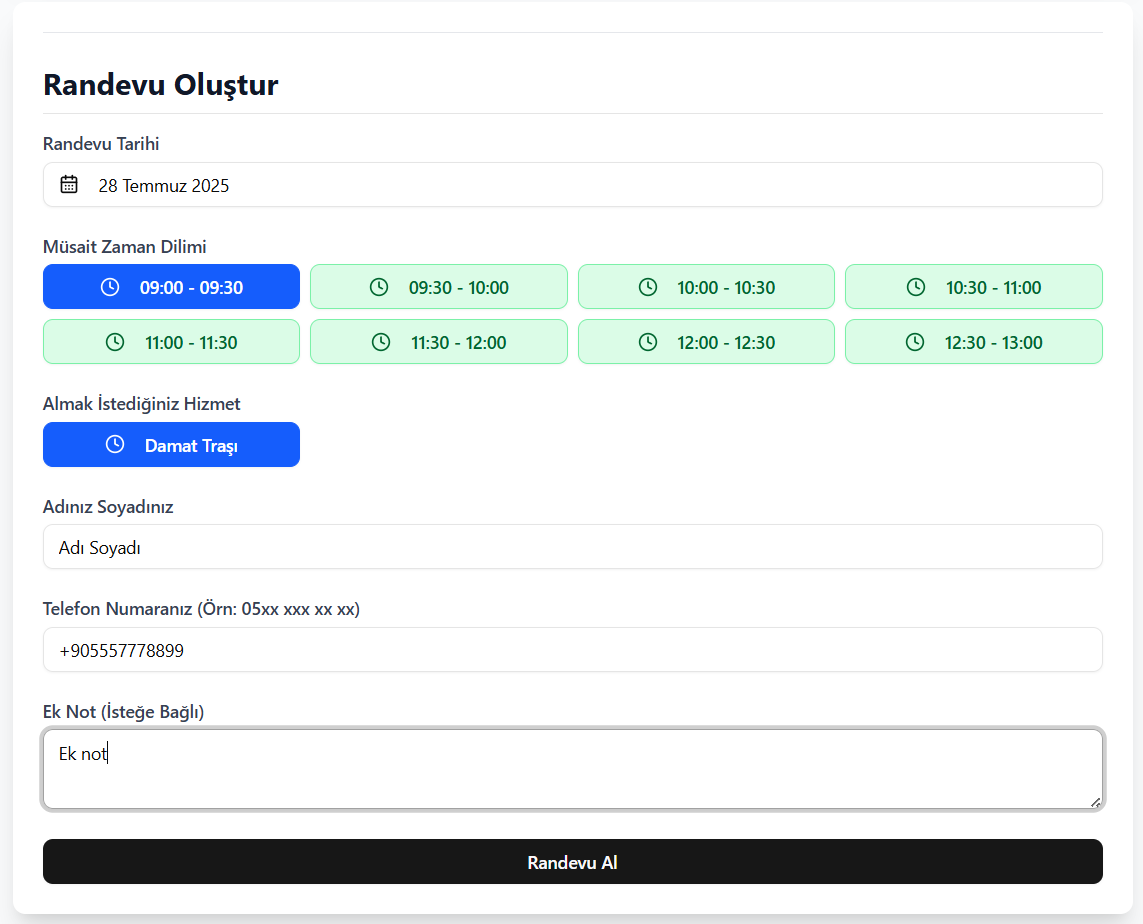 Randevu Oluştur
Randevu Tarihi
28 Temmuz 2025
Müsait Zaman Dilimi
09:00 - 09:30 09:30 - 10:00 10:00 - 10:30 10:30 - 11:00
11:00 - 11:30 11:30 - 12:00 12:00 - 12:30 12:30 - 13:00
Almak İstediğiniz Hizmet
Damat Traşı
Adınız Soyadınız
Adı Soyadı
Telefon Numaranız (Örn: 05xx xxx xx xx)
+905557778899
Ek Not (İsteğe Bağlı)
Ek not
Randevu Al